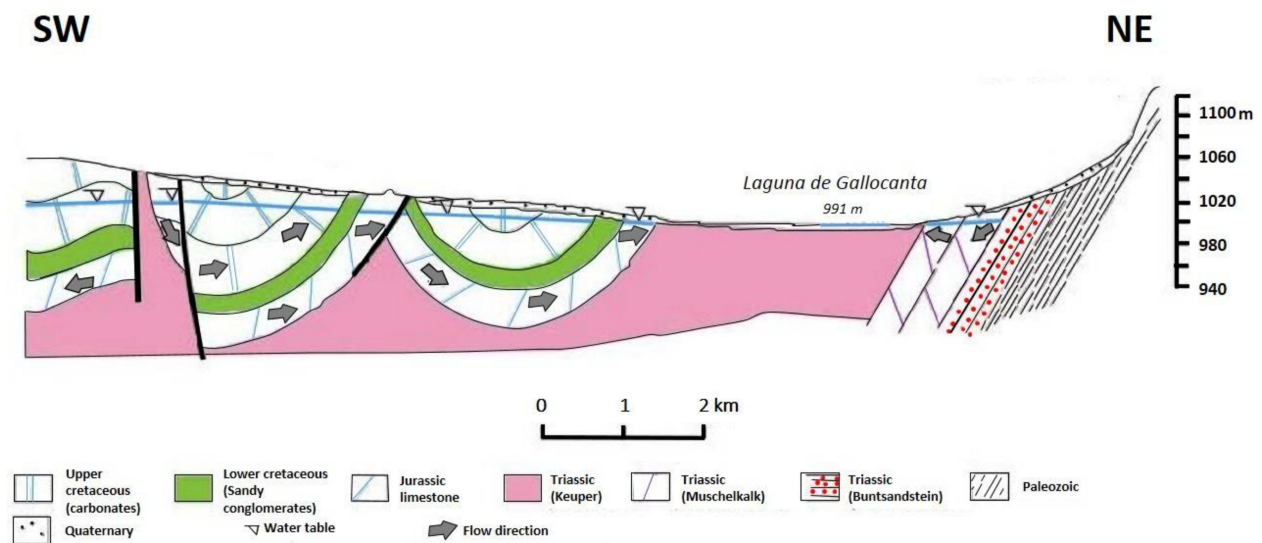 SW
NE
1100 m
1060
1020
980
940
Laguna de Gallocanta
991 m
0 1 2 km
Upper
cretaceous
(carbonates)
Lower cretaceous
(Sandy
conglomerates)
Jurassic
limestone
Triassic
(Keuper)
Triassic
(Muschelkalk)
Triassic
(Buntsandstein)
Paleozoic
Quaternary
Water table
Flow direction